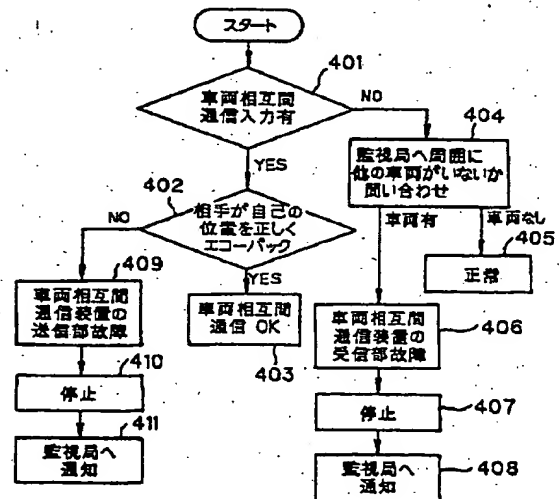 スタート
401
車両相互間
通信入力有
NO
404
監視局へ周囲に
他の車両がいないか
問い合わせ
YES
402
相手が自己の
位置を正しく
エコーバック
NO
車両有
車両なし
405
正常
409
車両相互間
通信装置の
送信部故障
YES
車両相互間
通信 OK
403
車両相互間
通信装置の
受信部故障
406
410
停止
停止
407
411
監視局へ
通知
監視局へ
通知
408